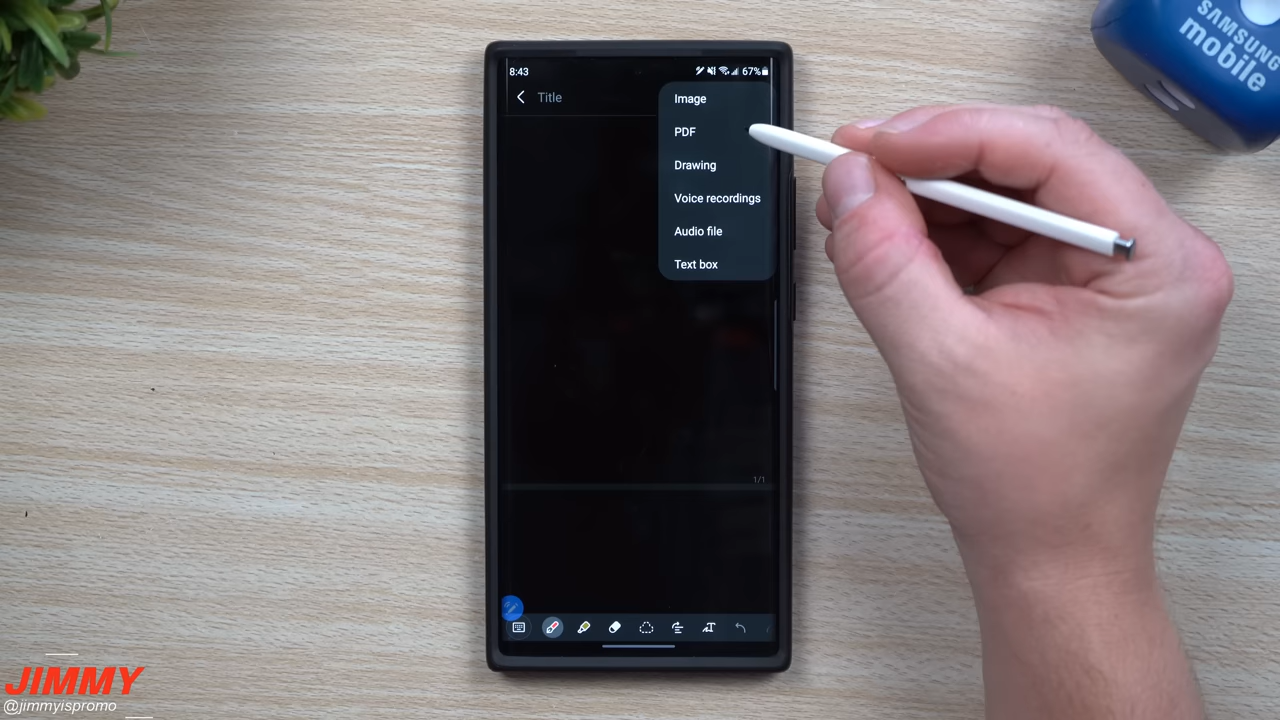 SAMSUNG
mobile
8:43
67%
Title
Image
PDF
Drawing
Voice recordings
Audio file
Text box
1/1
JIMMY
@jimmyispromo